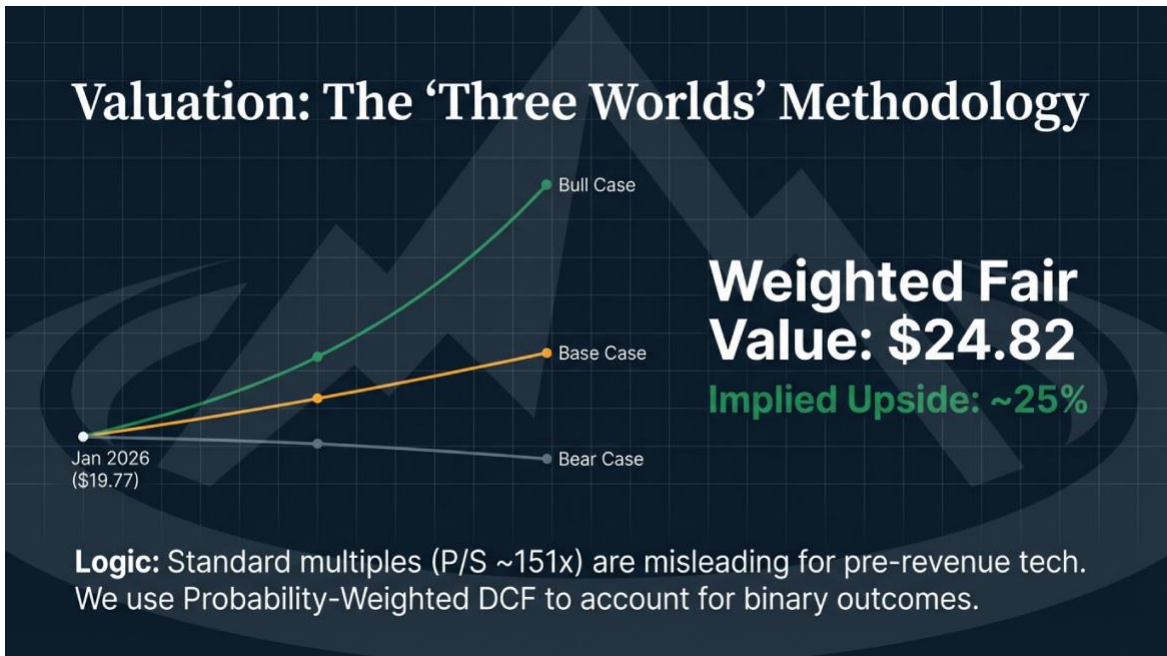 Valuation: The ‘Three Worlds’ Methodology
Bull Case
Base Case
Bear Case
Jan 2026
($19.77)
Weighted Fair
Value: $24.82
Implied Upside: ~25%
Logic: Standard multiples (P/S ~151x) are misleading for pre-revenue tech.
We use Probability-Weighted DCF to account for binary outcomes.